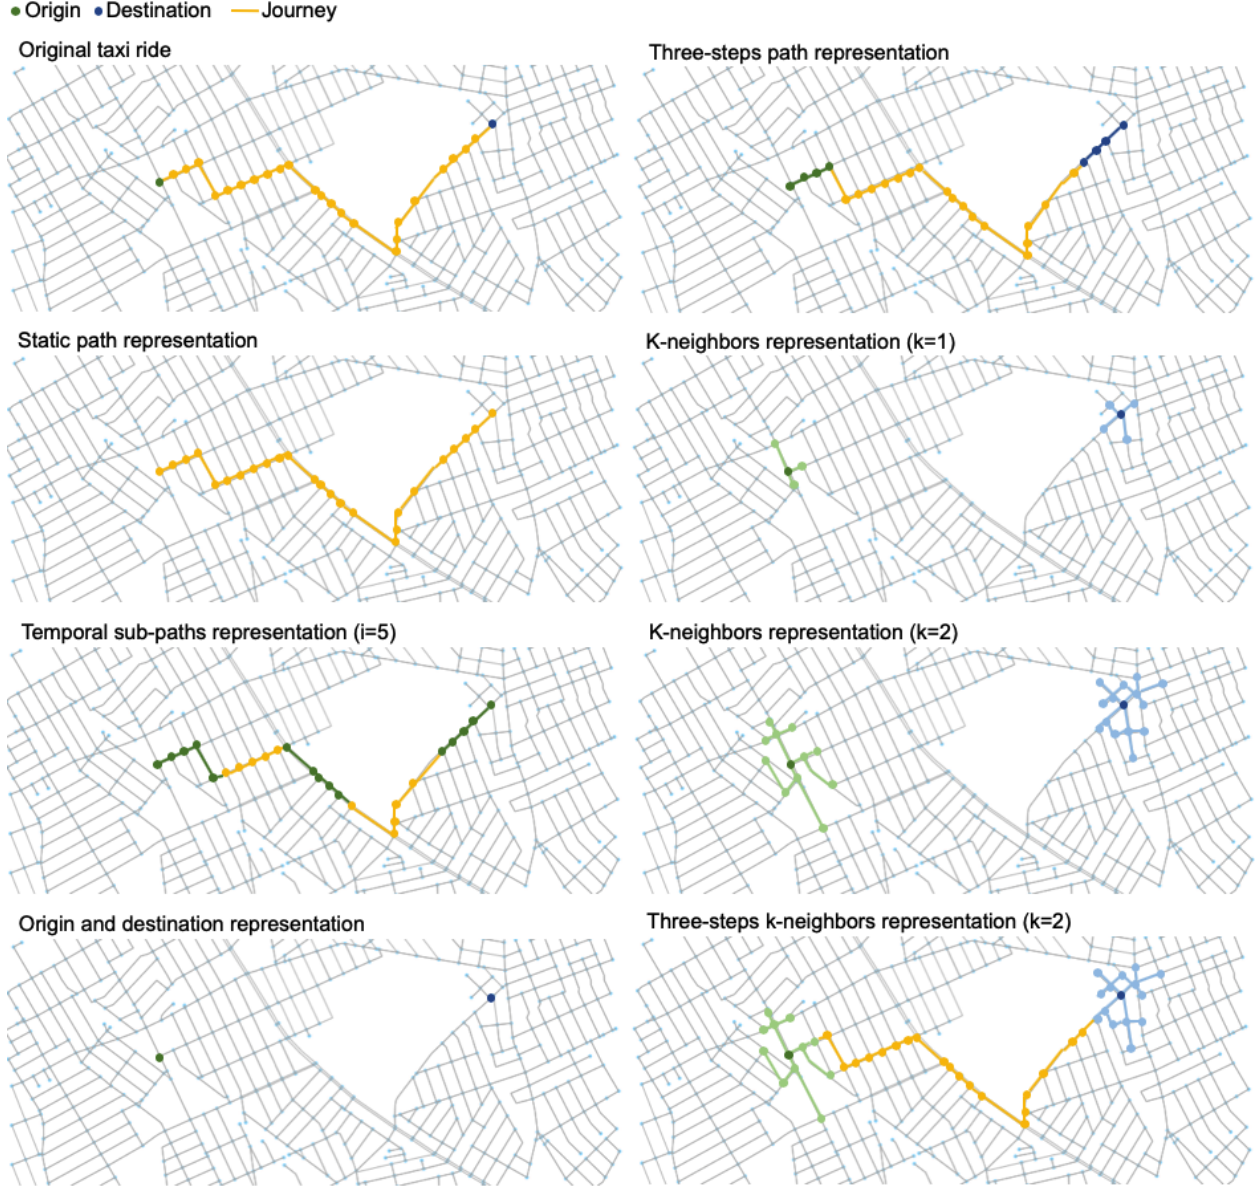 Origin Destination Journey
Original taxi ride
Three-steps path representation
Static path representation
K-neighbors representation (k=1)
Temporal sub-paths representation (i=5)
K-neighbors representation (k=2)
Origin and destination representation
Three-steps k-neighbors representation (k=2)